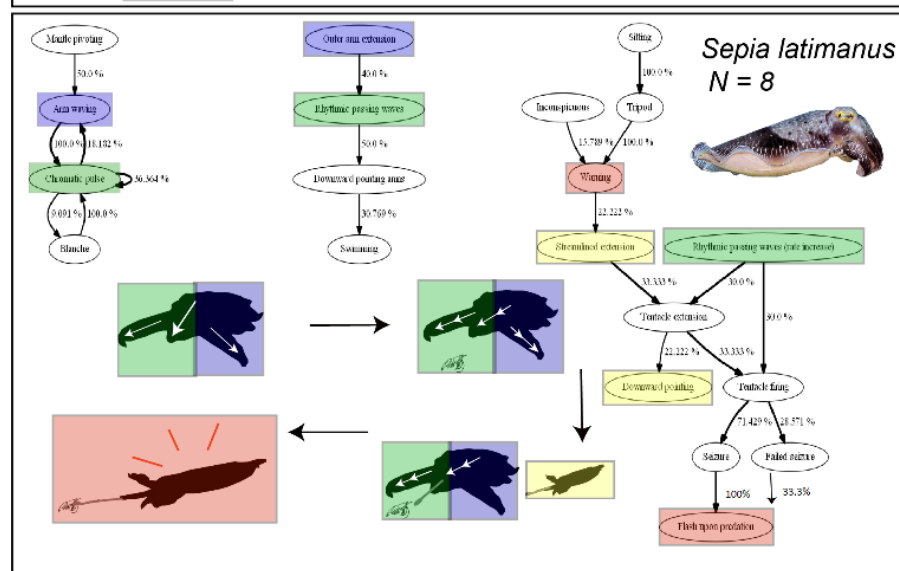 Mantle pivoting
50.0 %
Arm waving
100.0 %
18.182 %
Chromatic pulse
36.364 %
9.091 %
100.0 %
Blanche
Outer arm extension
40.0 %
Rhythmic passing waves
50.0 %
Downward pointing arms
30.769 %
Swimming
Sitting
100.0 %
Inconspicuous
Tripod
15.789 %
100.0 %
Warning
22.222 %
Streamlined extension
Rhythmic passing waves (rate increase)
33.333 %
30.0 %
Tentacle extension
30.0 %
22.222 %
33.333 %
Downward pointing
Tentacle firing
71.429 %
28.571 %
Seizure
Failed seizure
100%
33.3%
Flash upon predation
Sepia latimanus
N = 8